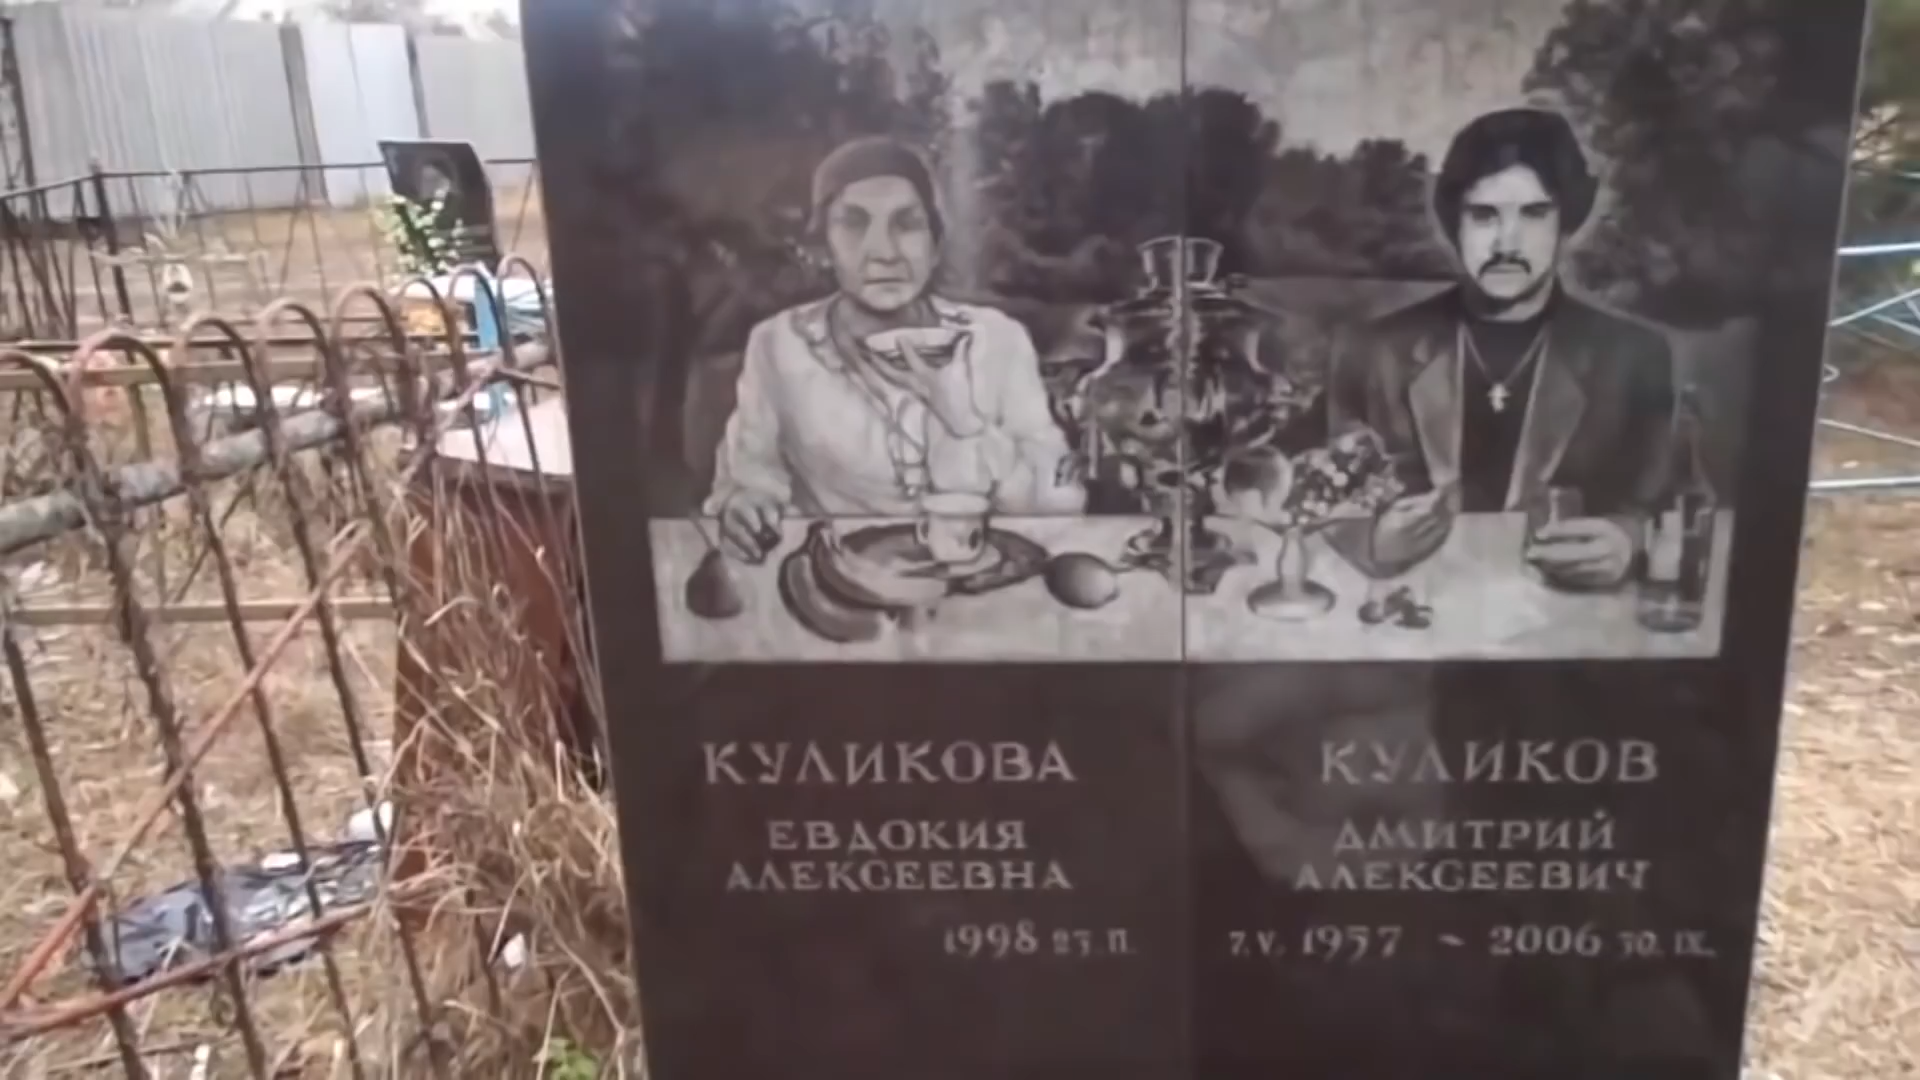 КУЛИКОВА
ЕВДОКИЯ
АЛЕКСЕЕВНА
1998 23.II.
КУЛИКОВ
ДМИТРИЙ
АЛЕКСЕЕВИЧ
7.V. 1957 ~ 2006 30.IX.